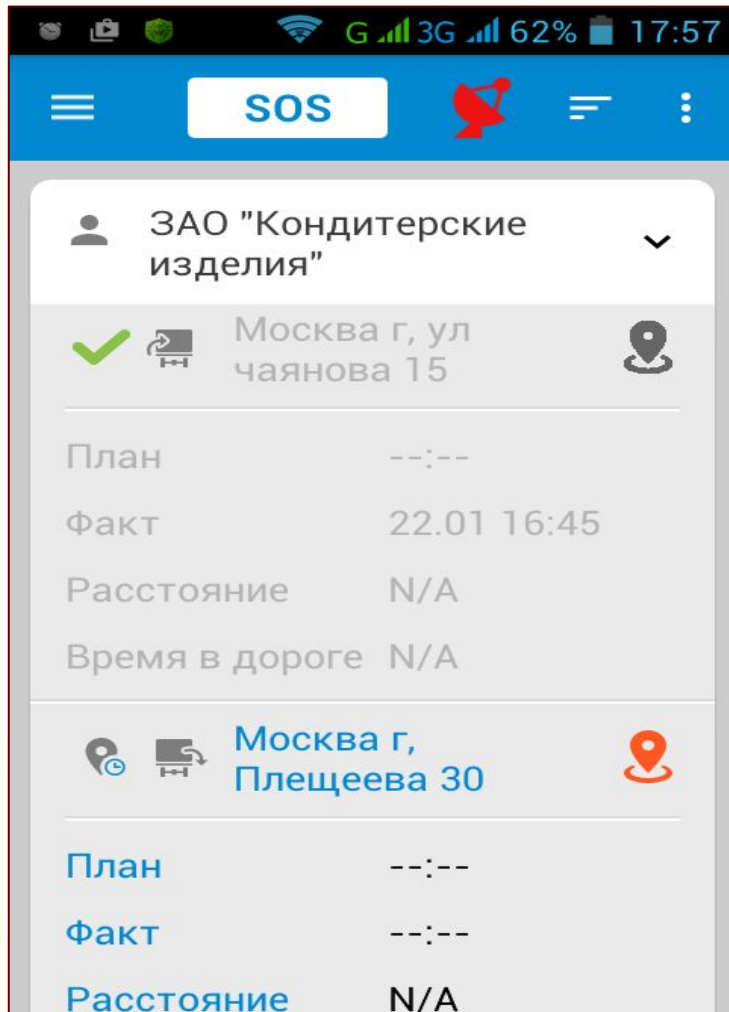 G 3G 62% 17:57
SOS
ЗАО "Кондитерские
изделия"
Москва г, ул
чаянова 15
План --:--
Факт 22.01 16:45
Расстояние N/A
Время в дороге N/A
Москва г,
Плещеева 30
План --:--
Факт --:--
Расстояние N/A